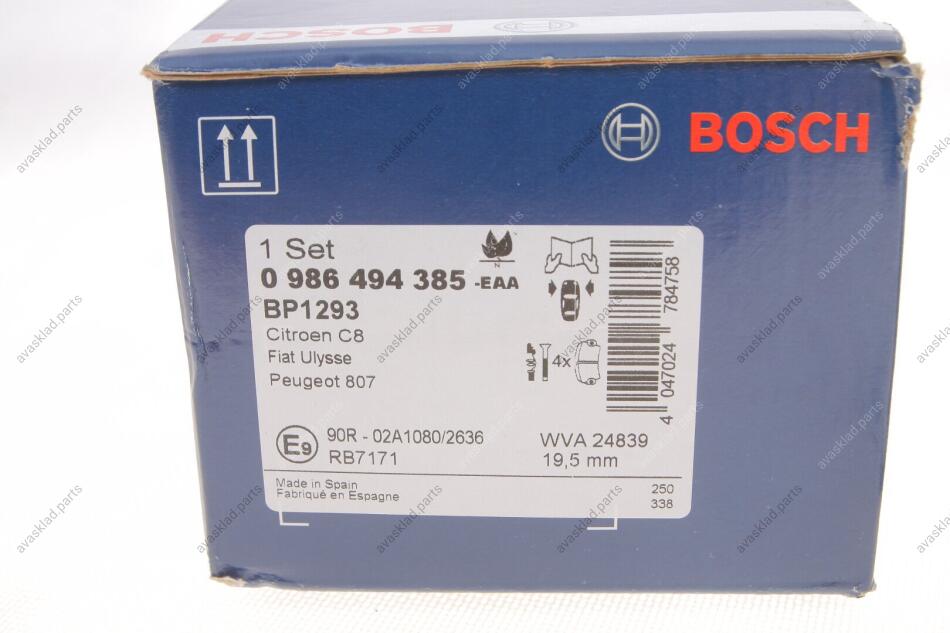 BOSCH
BOSCH
BOSCH
1 Set
0 986 494 385 -EAA
BP1293
Citroen C8
Fiat Ulysse
Peugeot 807
N
4x
4 047024 784758
E9
90R - 02A1080/2636
WVA 24839
RB7171
19,5 mm
Made in Spain
Fabriqué en Espagne
250
338
avasklad.parts